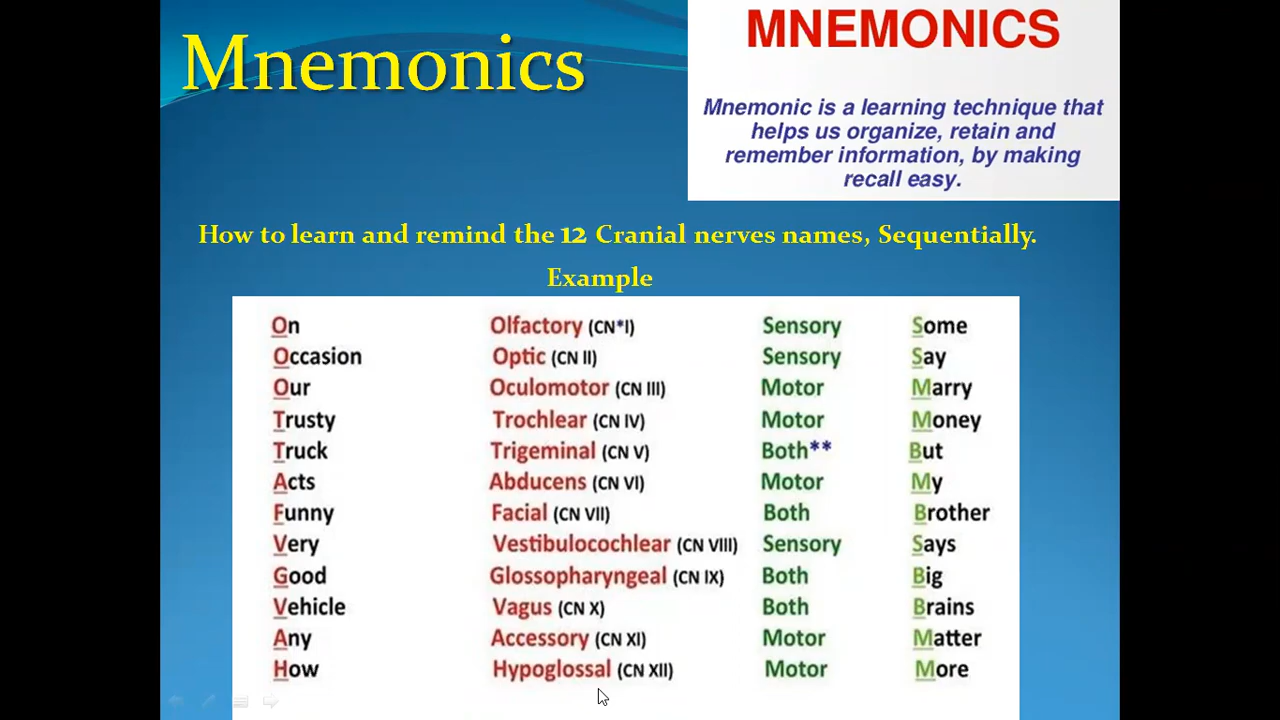 Mnemonics
MNEMONICS
Mnemonic is a learning technique that
helps us organize, retain and
remember information, by making
recall easy.
How to learn and remind the 12 Cranial nerves names, Sequentially.
Example
On Olfactory (CN*I) Sensory Some
Occasion Optic (CN II) Sensory Say
Our Oculomotor (CN III) Motor Marry
Trusty Trochlear (CN IV) Motor Money
Truck Trigeminal (CN V) Both** But
Acts Abducens (CN VI) Motor My
Funny Facial (CN VII) Both Brother
Very Vestibulocochlear (CN VIII) Sensory Says
Good Glossopharyngeal (CN IX) Both Big
Vehicle Vagus (CN X) Both Brains
Any Accessory (CN XI) Motor Matter
How Hypoglossal (CN XII) Motor More